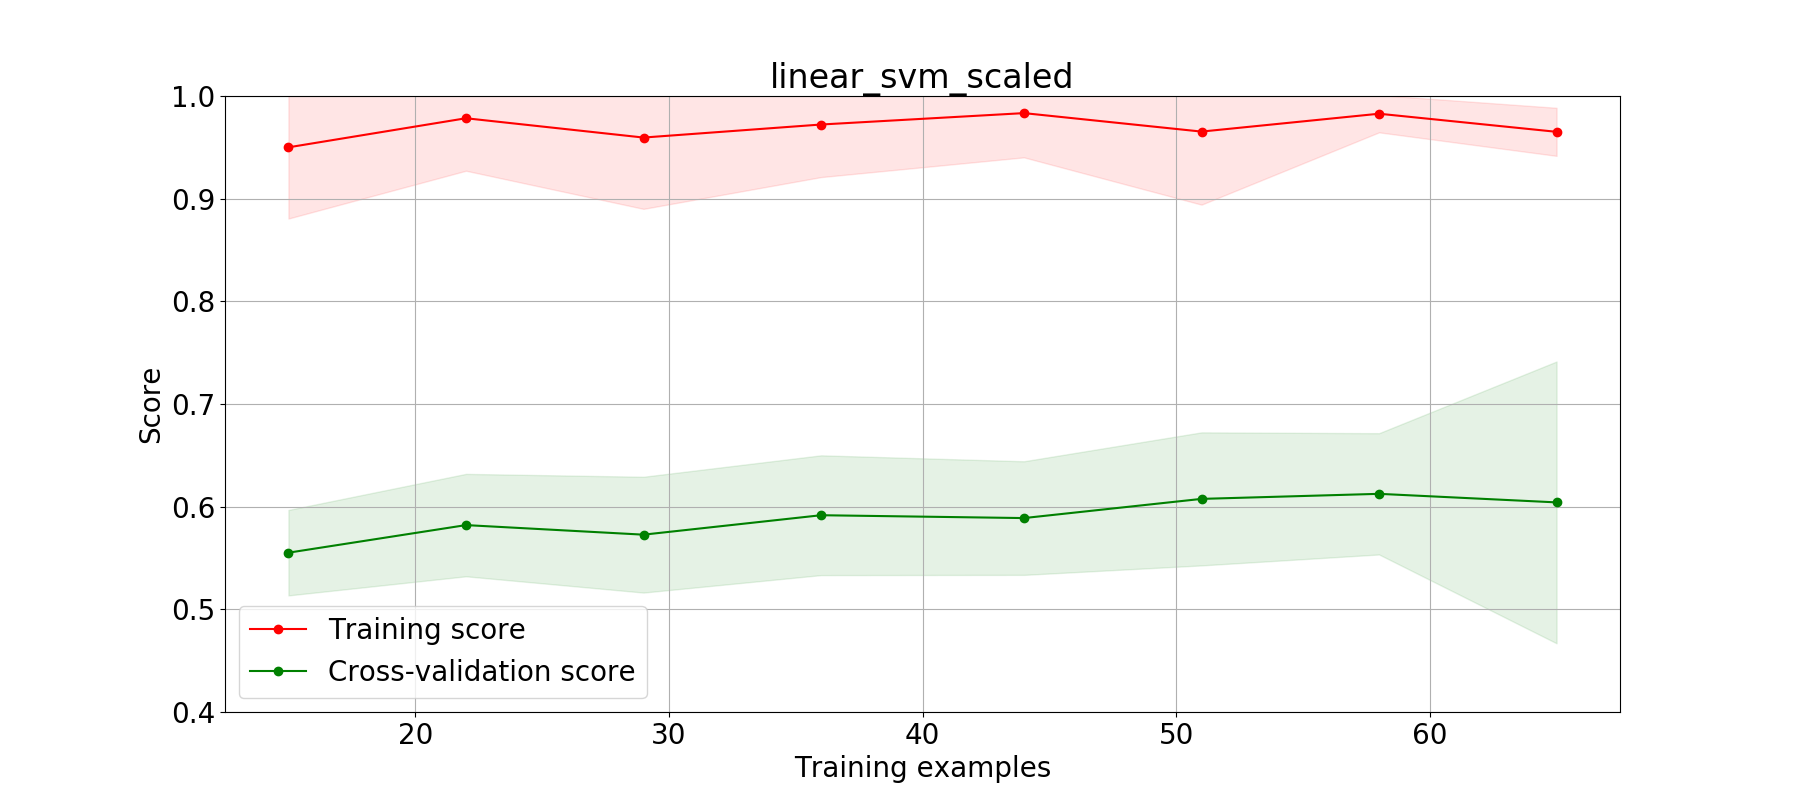 linear_svm_scaled
1.0
0.9
0.8
0.7
0.6
0.5
0.4
Score
Training score
Cross-validation score
20 30 40 50 60
Training examples